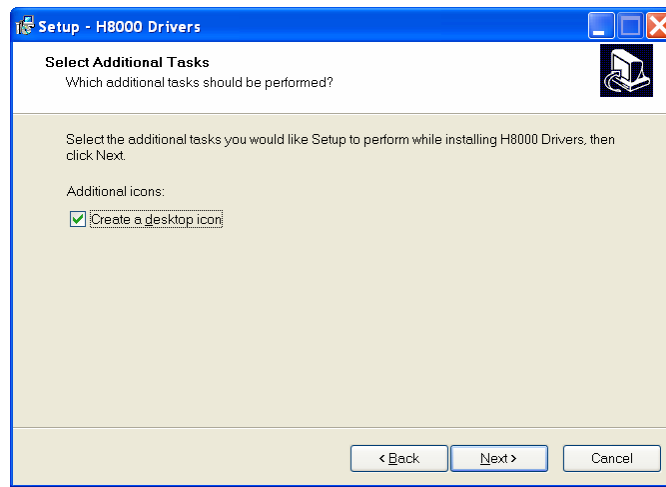 Setup - H8000 Drivers
Select Additional Tasks
Which additional tasks should be performed?
Select the additional tasks you would like Setup to perform while installing H8000 Drivers, then
click Next.
Additional icons:
Create a desktop icon
< Back
Next >
Cancel